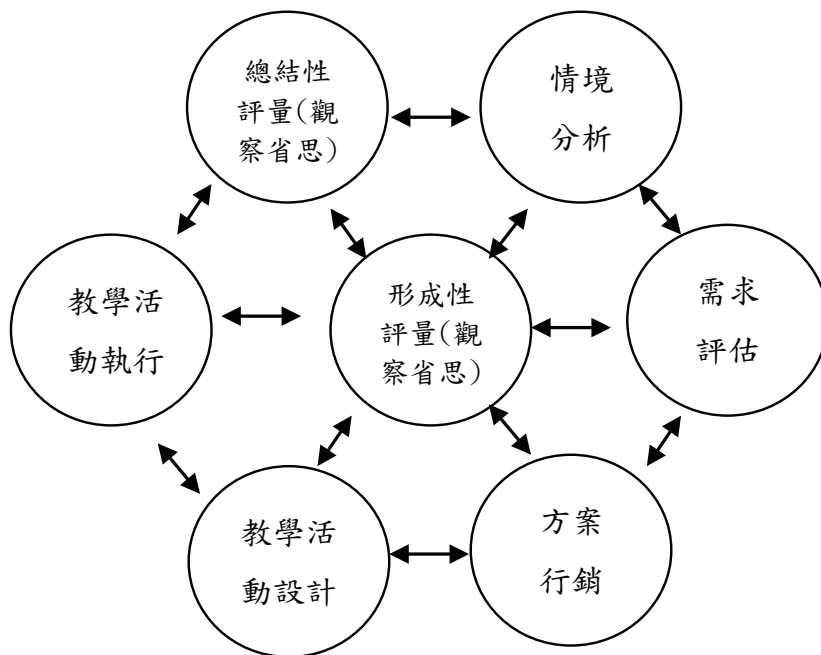 總結性
評量(觀
察省思)
情境
分析
教學活
動執行
形成性
評量(觀
察省思)
需求
評估
教學活
動設計
方案
行銷